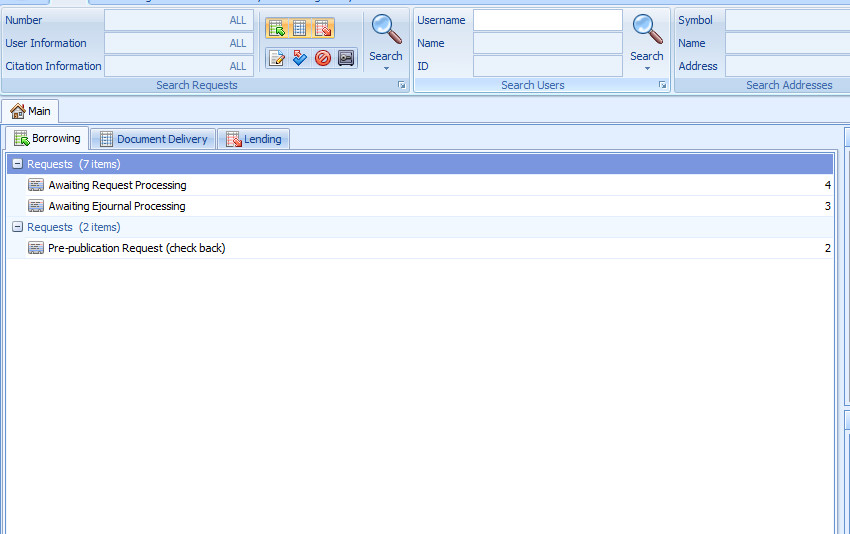 Number ALL Username Symbol
User Information ALL Name Name
Citation Information ALL Search ID Search Address
Search Requests Search Users Search Addresses
Main
Borrowing Document Delivery Lending
Requests (7 items)
Awaiting Request Processing 4
Awaiting Ejournal Processing 3
Requests (2 items)
Pre-publication Request (check back) 2